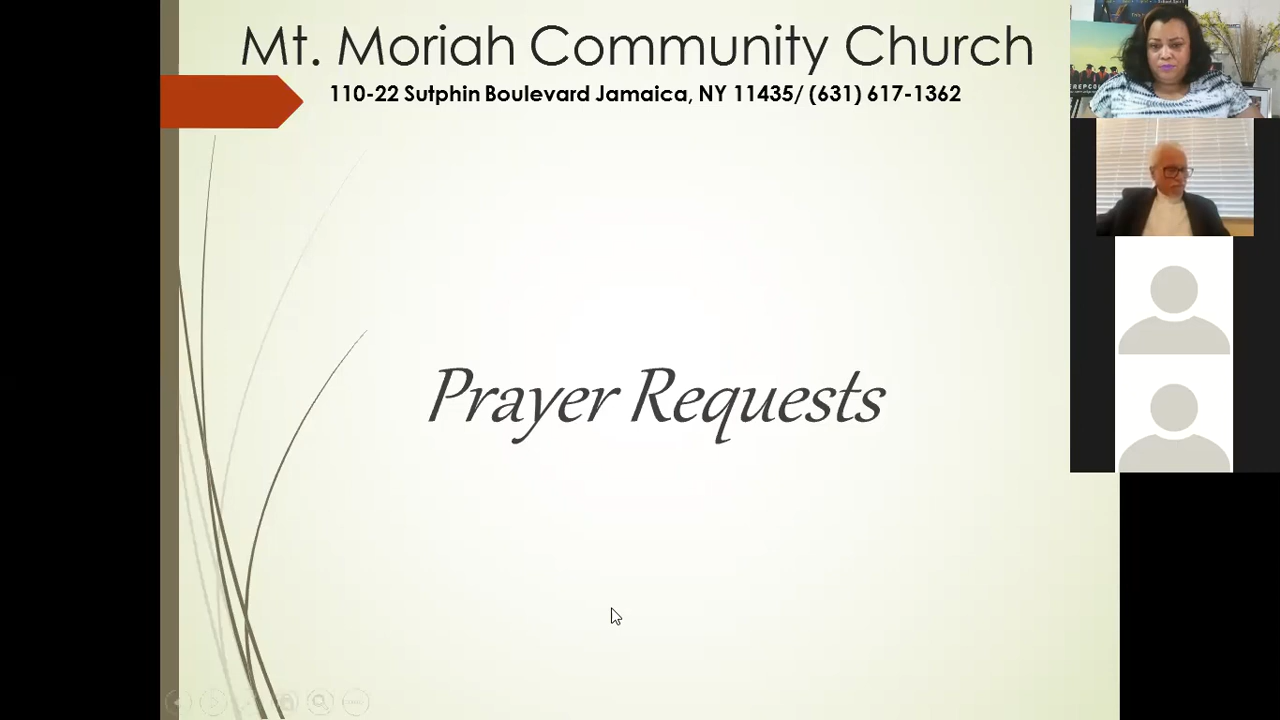 Mt. Moriah Community Church
110-22 Sutphin Boulevard Jamaica, NY 11435/ (631) 617-1362
Prayer Requests